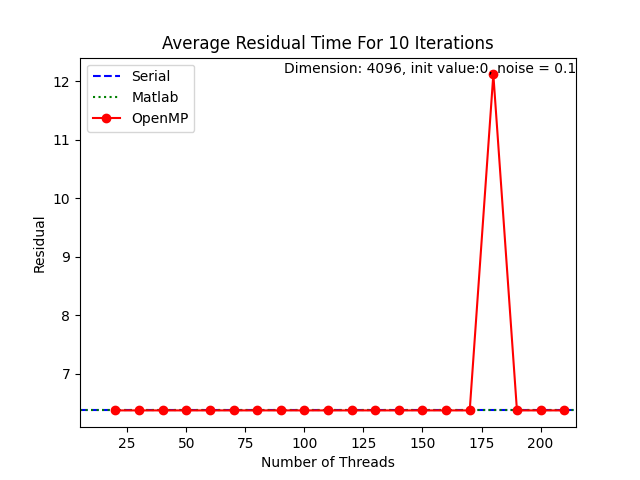 Average Residual Time For 10 Iterations
Dimension: 4096, init value:0, noise = 0.1
Serial
Matlab
OpenMP
12
11
10
9
8
7
Residual
25
50
75
100
125
150
175
200
Number of Threads